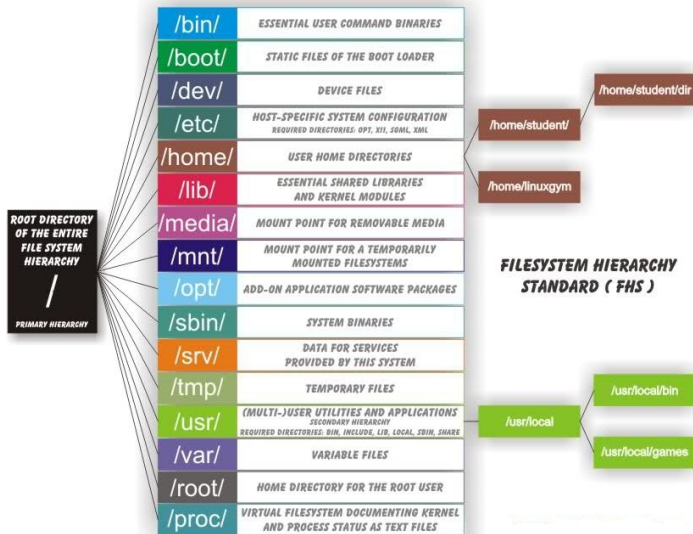 ROOT DIRECTORY
OF THE ENTIRE
FILE SYSTEM
HIERARCHY
/
PRIMARY HIERARCHY
/bin/
ESSENTIAL USER COMMAND BINARIES
/boot/
STATIC FILES OF THE BOOT LOADER
/dev/
DEVICE FILES
/etc/
HOST-SPECIFIC SYSTEM CONFIGURATION
REQUIRED DIRECTORIES: OPT, X11, SGML, XML
/home/
USER HOME DIRECTORIES
/lib/
ESSENTIAL SHARED LIBRARIES
AND KERNEL MODULES
/media/
MOUNT POINT FOR REMOVABLE MEDIA
/mnt/
MOUNT POINT FOR A TEMPORARILY
MOUNTED FILESYSTEMS
/opt/
ADD-ON APPLICATION SOFTWARE PACKAGES
/sbin/
SYSTEM BINARIES
/srv/
DATA FOR SERVICES
PROVIDED BY THIS SYSTEM
/tmp/
TEMPORARY FILES
/usr/
(MULTI-)USER UTILITIES AND APPLICATIONS
SECONDARY HIERARCHY
REQUIRED DIRECTORIES: BIN, INCLUDE, LIB, LOCAL, SBIN, SHARE
/var/
VARIABLE FILES
/root/
HOME DIRECTORY FOR THE ROOT USER
/proc/
VIRTUAL FILESYSTEM DOCUMENTING KERNEL
AND PROCESS STATUS AS TEXT FILES
/home/student/
/home/student/dir
/home/linuxgym
FILESYSTEM HIERARCHY
STANDARD ( FHS )
/usr/local
/usr/local/bin
/usr/local/games